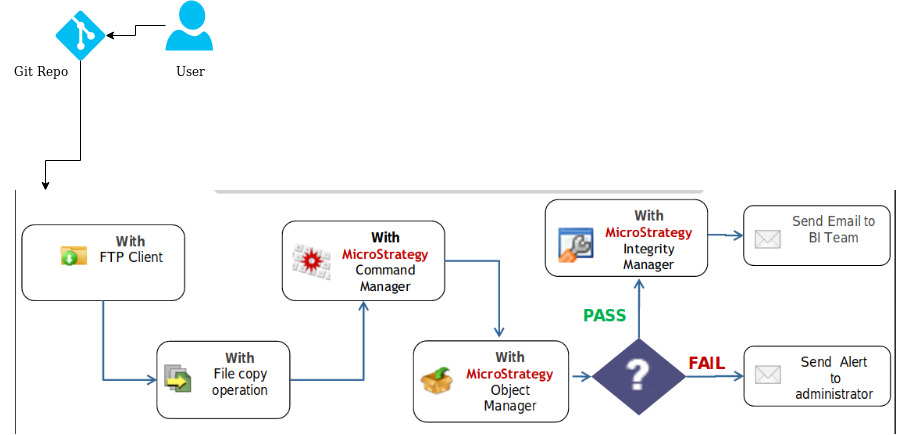 Git Repo
User
With
FTP Client
With
File copy
operation
With
MicroStrategy
Command
Manager
With
MicroStrategy
Object
Manager
?
PASS
FAIL
With
MicroStrategy
Integrity
Manager
Send Email to
BI Team
Send Alert
to
administrator